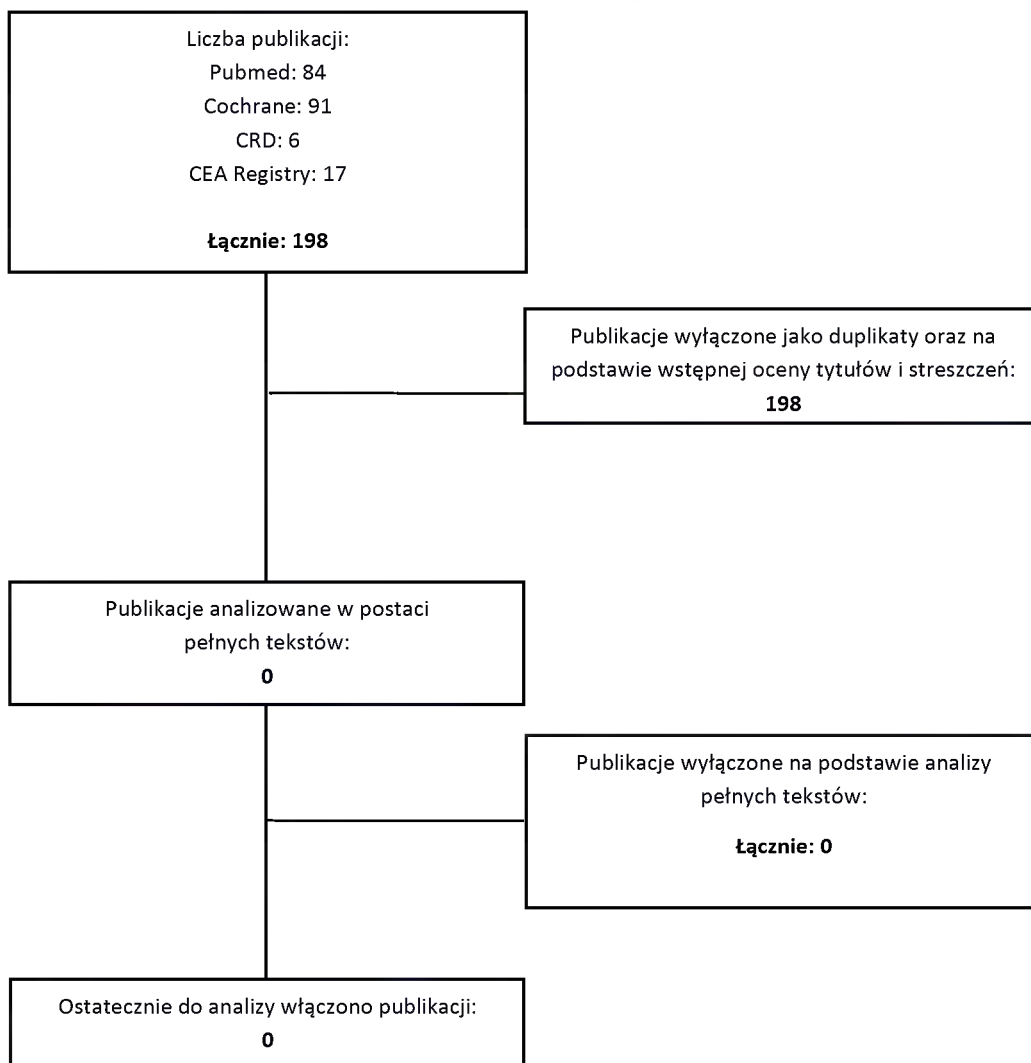 Liczba publikacji:
Pubmed: 84
Cochrane: 91
CRD: 6
CEA Registry: 17
Łącznie: 198
Publikacje wyłączone jako duplikaty oraz na
podstawie wstępnej oceny tytułów i streszczeń:
198
Publikacje analizowane w postaci
pełnych tekstów:
0
Publikacje wyłączone na podstawie analizy
pełnych tekstów:
Łącznie: 0
Ostatecznie do analizy włączono publikacji:
0